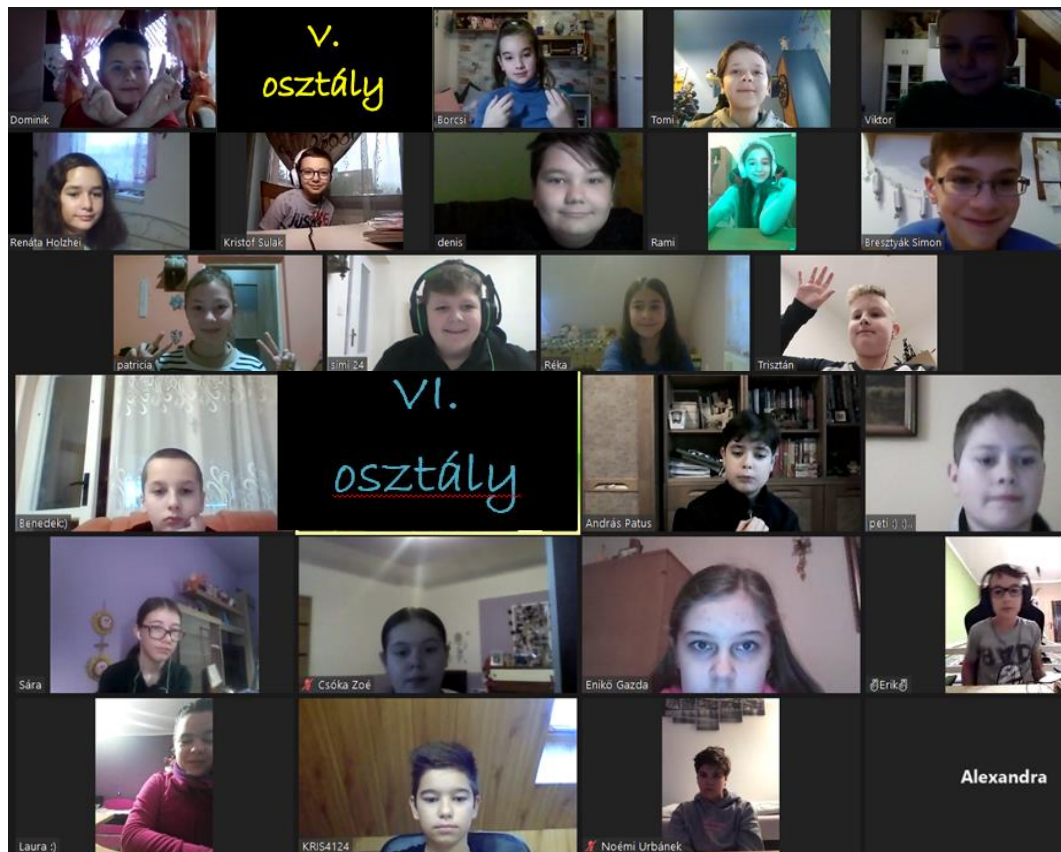 V.
osztály
Dominik
Borcsi
Tomi
Viktor
Renáta Holzhei
Kristof Sulak
denis
Rami
Bresztyák Simon
patricia
simi 24
Réka
Trisztán
VI.
osztály
Benedek:)
András Patus
peti :) :)..
Sára
Csóka Zoé
Enikö Gazda
✌Erik✌
Laura :)
KRIS4124
Noémi Urbánek
Alexandra